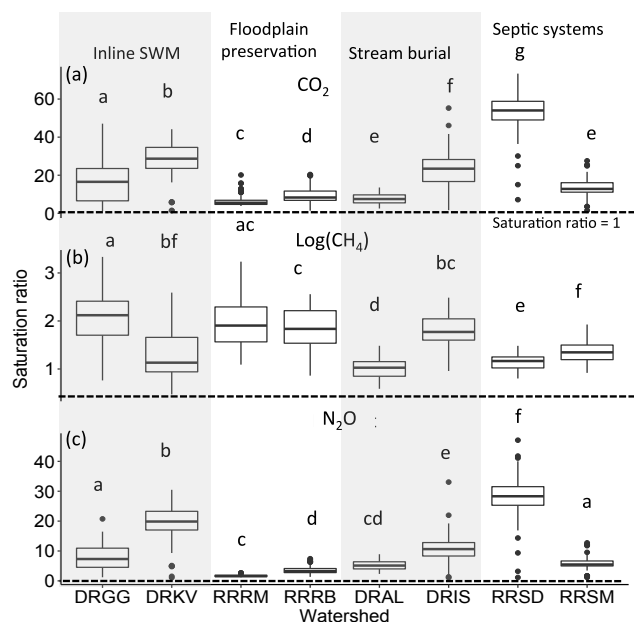 Inline SWM
Floodplain
preservation
Stream burial
Septic systems
(a)
CO2
a
b
c
d
e
f
g
e
60
40
20
0
Saturation ratio = 1
(b)
Log(CH4)
a
bf
ac
c
d
bc
e
f
3
2
1
Saturation ratio
(c)
N2O :
a
b
c
d
cd
e
f
a
40
30
20
10
0
DRGG DRKV RRRM RRRB DRAL DRIS RRSD RRSM
Watershed